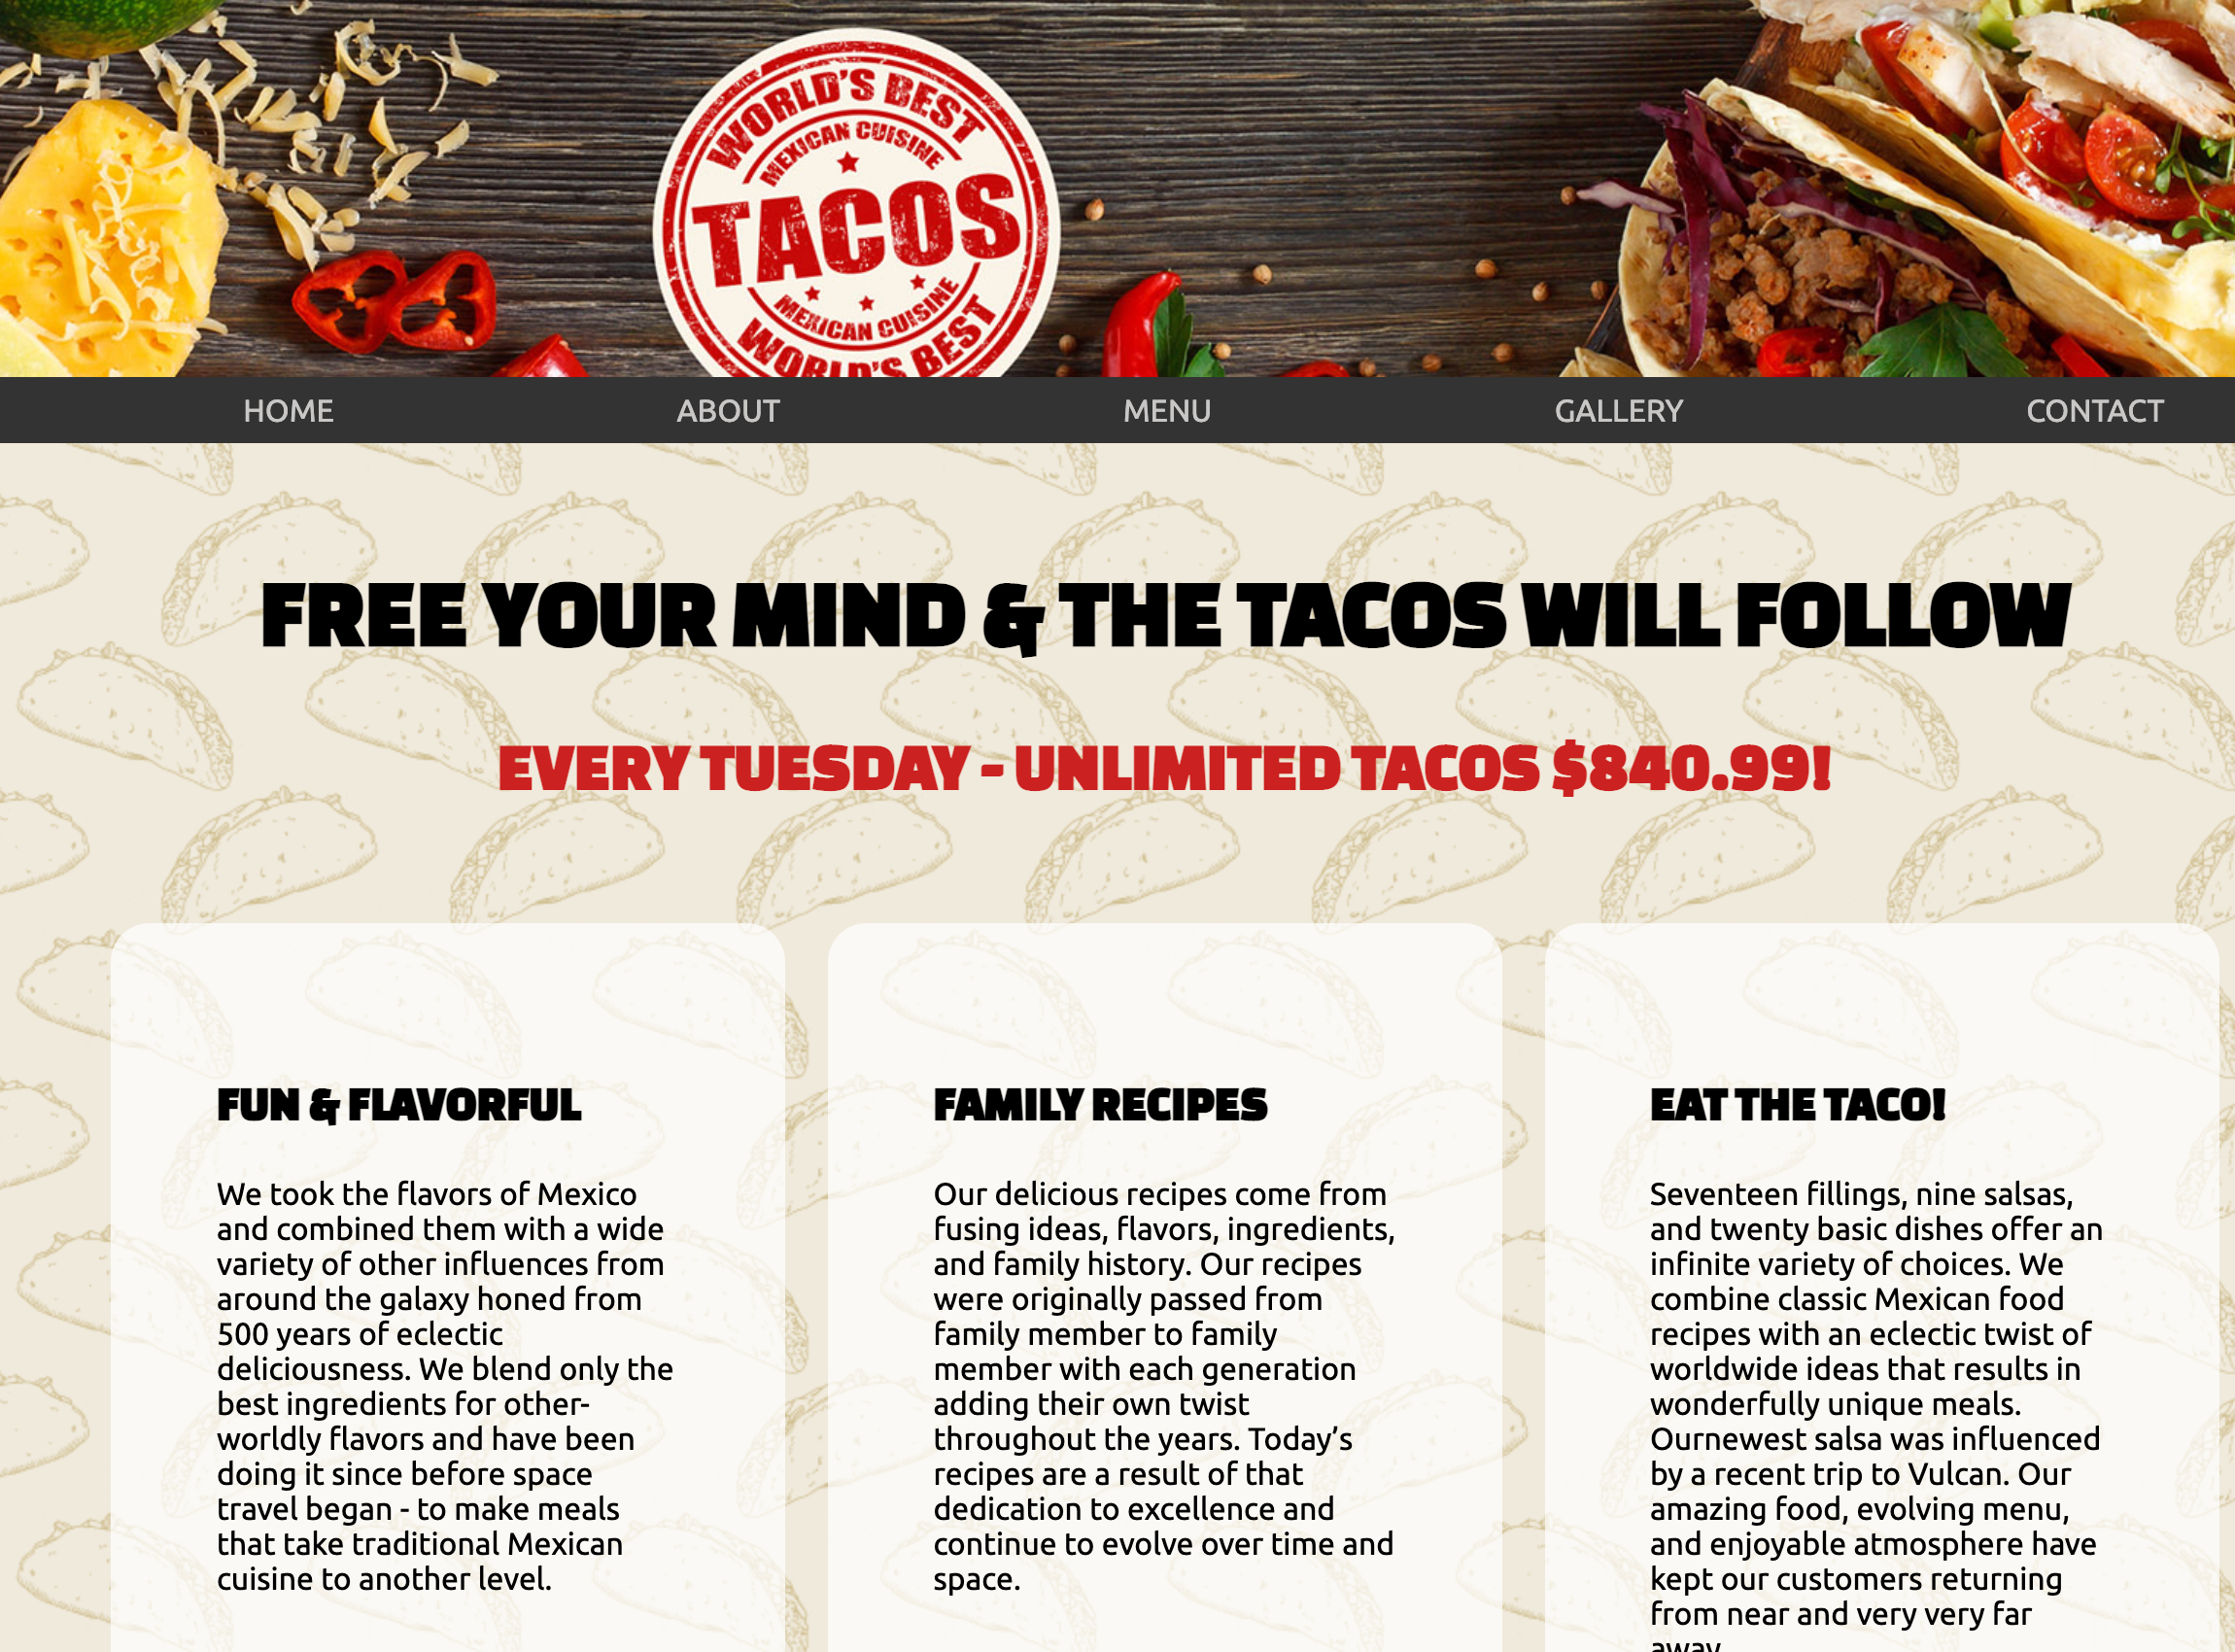 WORLD'S BEST
MEXICAN CUISINE
TACOS
MEXICAN CUISINE
WORLD'S BEST
HOME ABOUT MENU GALLERY CONTACT
FREE YOUR MIND & THE TACOS WILL FOLLOW
EVERY TUESDAY - UNLIMITED TACOS $840.99!
FUN & FLAVORFUL
We took the flavors of Mexico
and combined them with a wide
variety of other influences from
around the galaxy honed from
500 years of eclectic
deliciousness. We blend only the
best ingredients for other-
worldly flavors and have been
doing it since before space
travel began - to make meals
that take traditional Mexican
cuisine to another level.
FAMILY RECIPES
Our delicious recipes come from
fusing ideas, flavors, ingredients,
and family history. Our recipes
were originally passed from
family member to family
member with each generation
adding their own twist
throughout the years. Today’s
recipes are a result of that
dedication to excellence and
continue to evolve over time and
space.
EAT THE TACO!
Seventeen fillings, nine salsas,
and twenty basic dishes offer an
infinite variety of choices. We
combine classic Mexican food
recipes with an eclectic twist of
worldwide ideas that results in
wonderfully unique meals.
Ournewest salsa was influenced
by a recent trip to Vulcan. Our
amazing food, evolving menu,
and enjoyable atmosphere have
kept our customers returning
from near and very very far
away